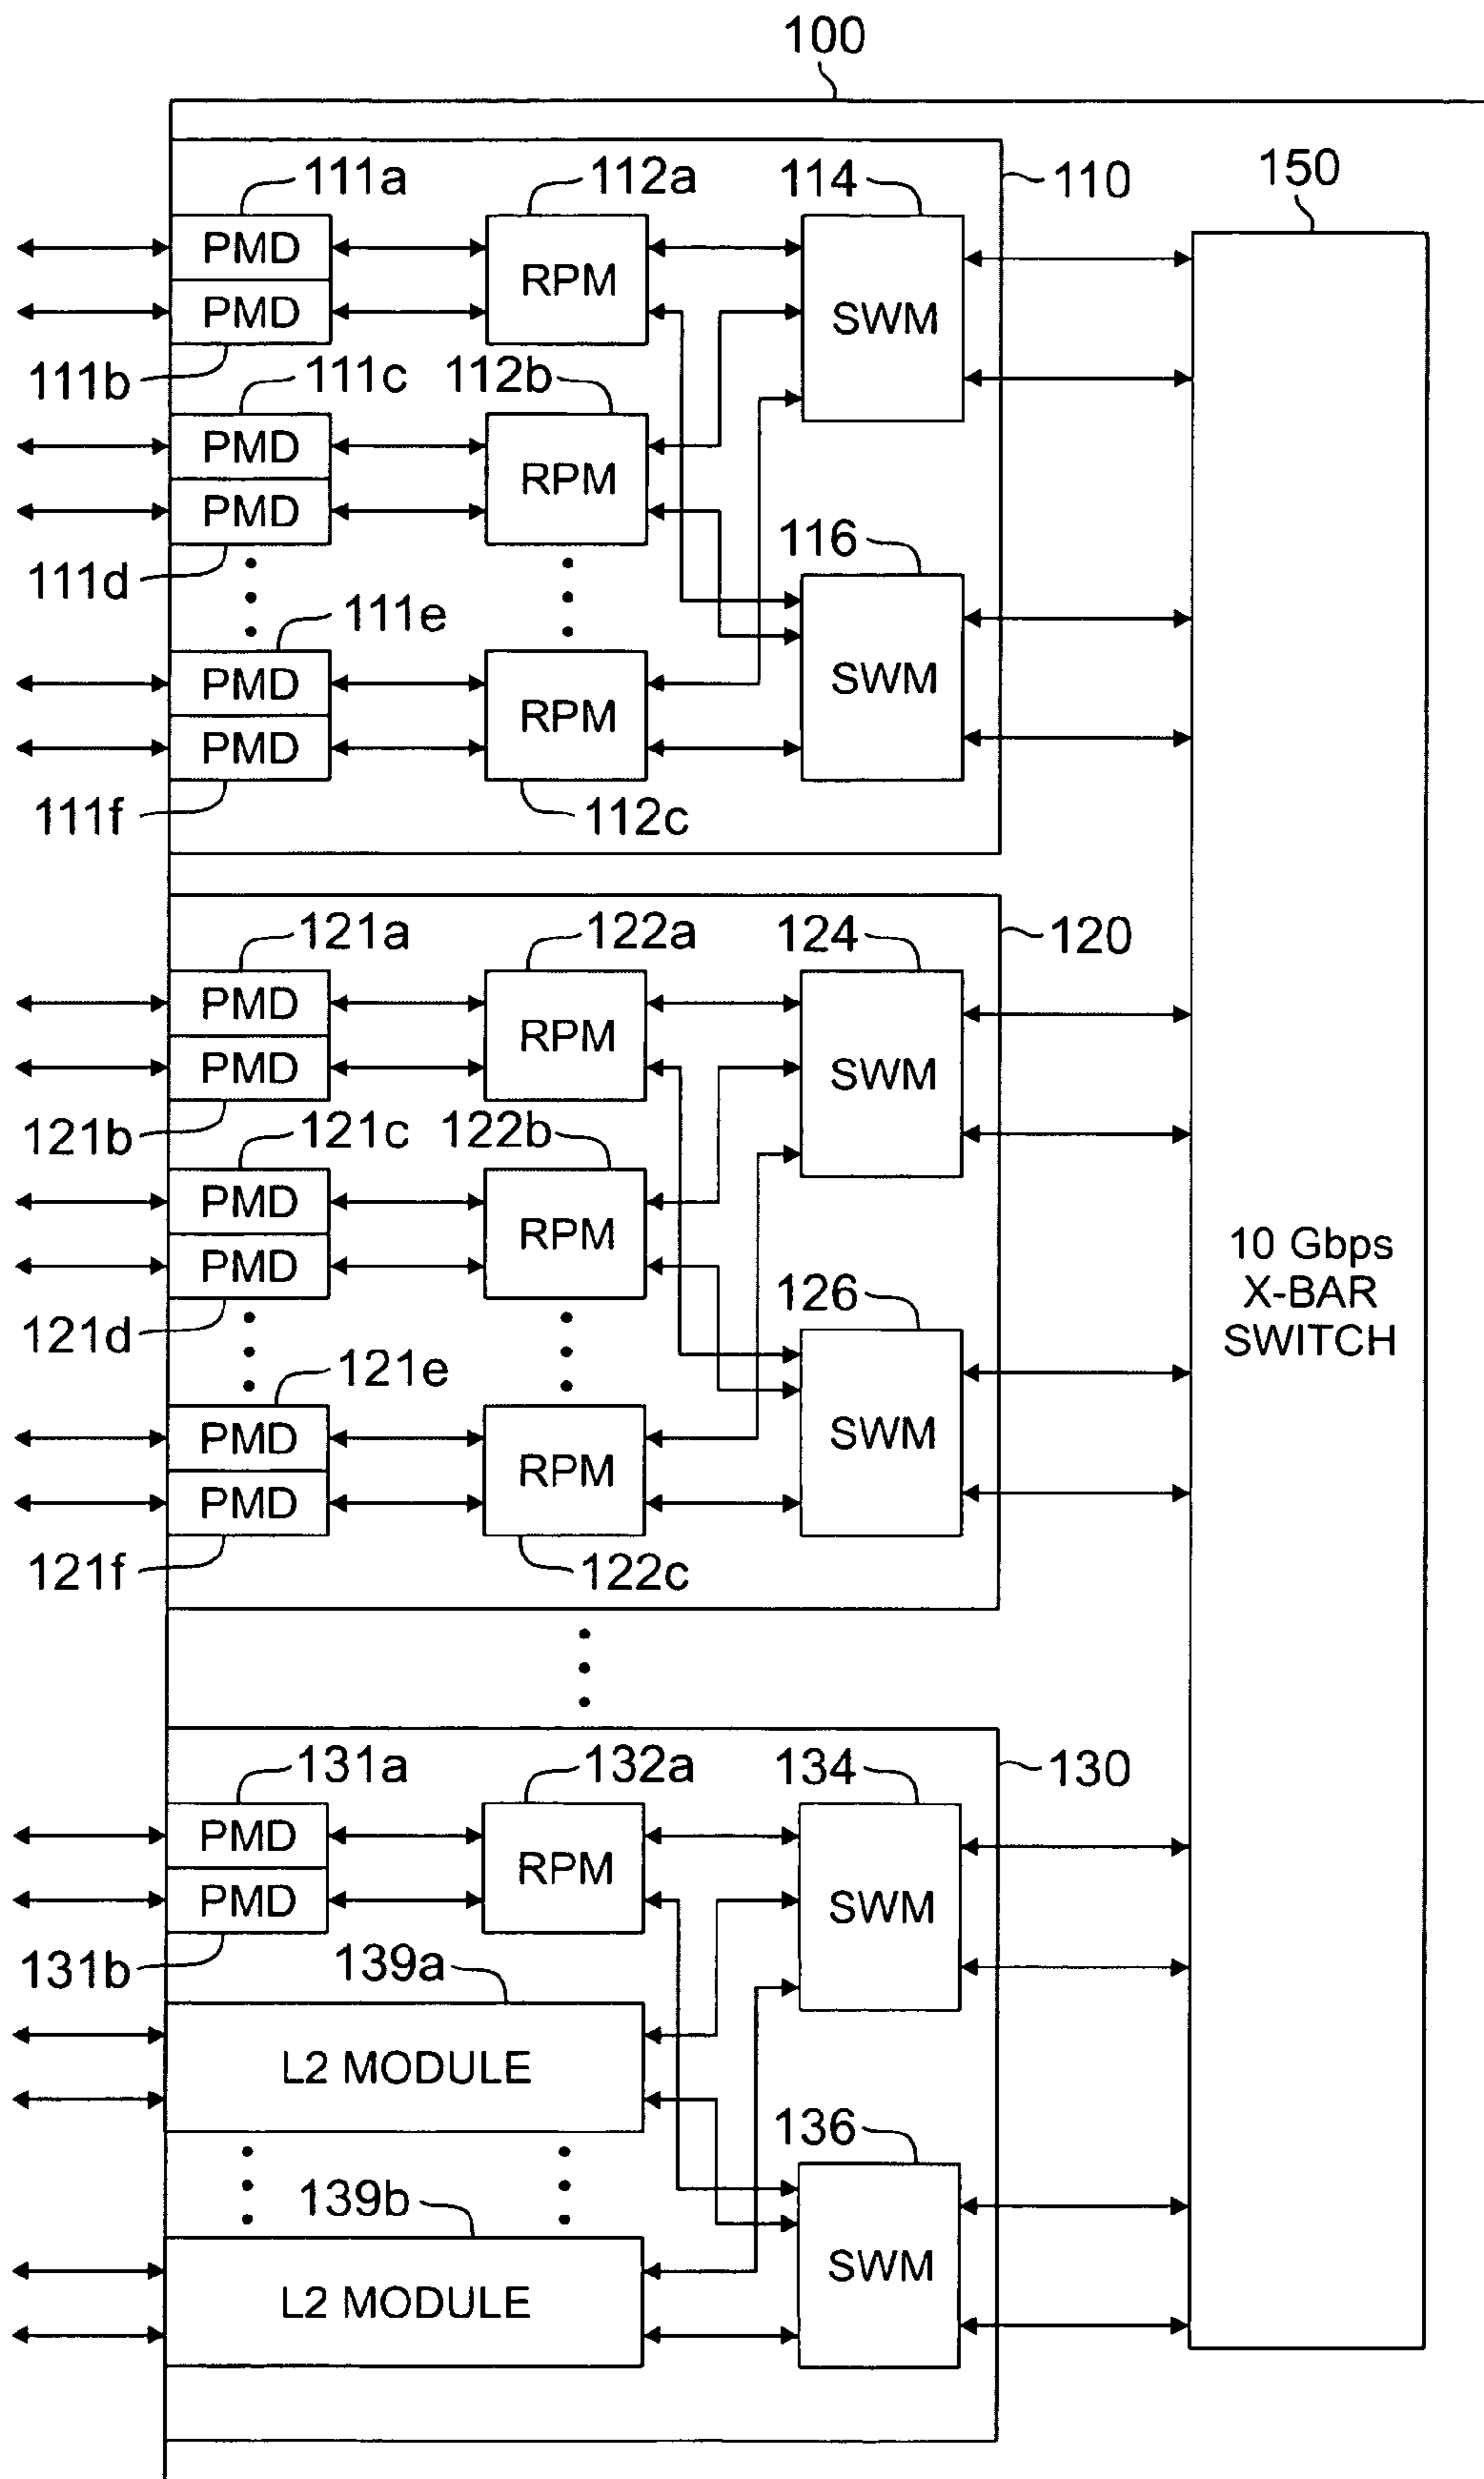 100
110
150
111a
112a
114
PMD
PMD
RPM
SWM
111b
111c
112b
PMD
PMD
RPM
111d
116
111e
PMD
PMD
RPM
SWM
111f
112c
120
121a
122a
124
PMD
PMD
RPM
SWM
121b
121c
122b
PMD
PMD
RPM
121d
126
121e
PMD
PMD
RPM
SWM
121f
122c
10 Gbps
X-BAR
SWITCH
130
131a
132a
134
PMD
PMD
RPM
SWM
131b
139a
L2 MODULE
136
139b
L2 MODULE
SWM